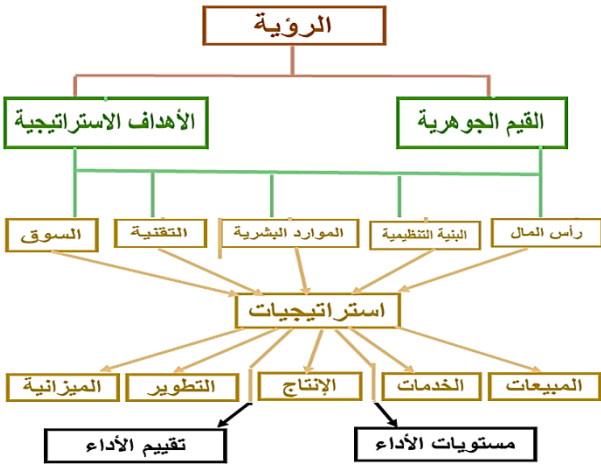 الرؤية
القيم الجوهرية
الأهداف الاستراتيجية
رأس المال
البنية التنظيمية
الموارد البشرية
التقنية
السوق
استراتيجيات
المبيعات
الخدمات
الإنتاج
التطوير
الميزانية
مستويات الأداء
تقييم الأداء